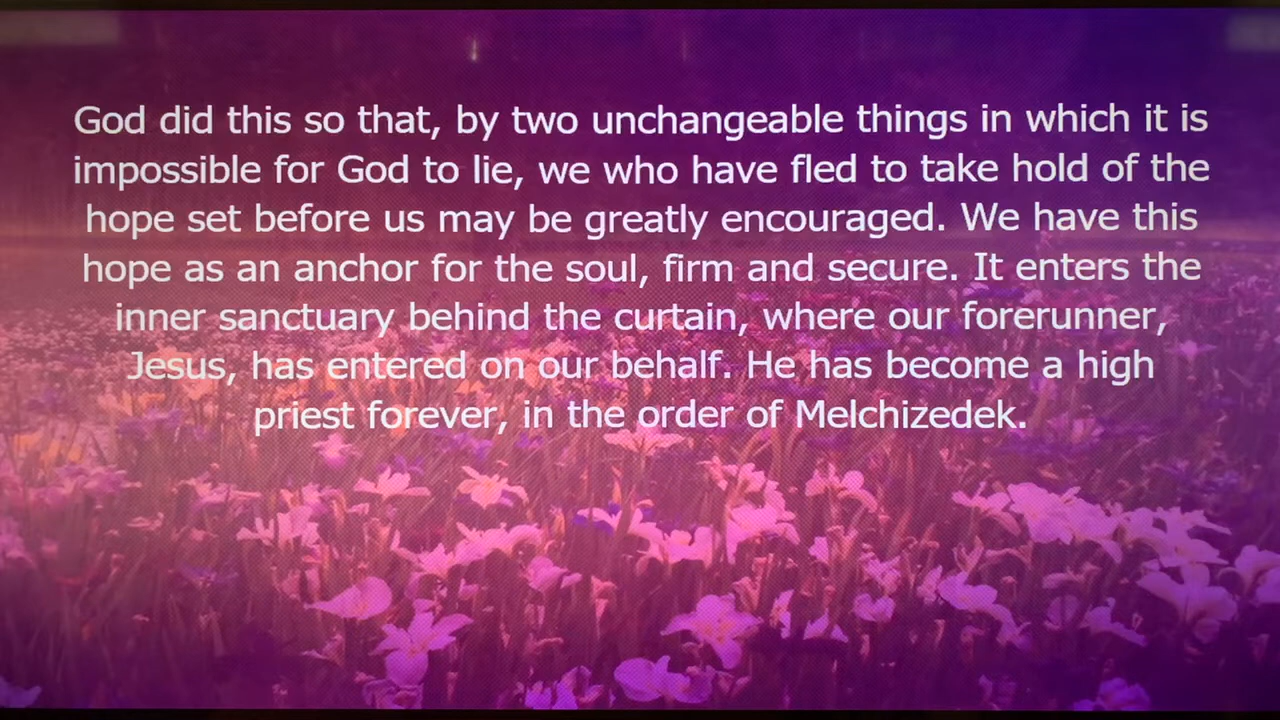 God did this so that, by two unchangeable things in which it is
impossible for God to lie, we who have fled to take hold of the
hope set before us may be greatly encouraged. We have this
hope as an anchor for the soul, firm and secure. It enters the
inner sanctuary behind the curtain, where our forerunner,
Jesus, has entered on our behalf. He has become a high
priest forever, in the order of Melchizedek.